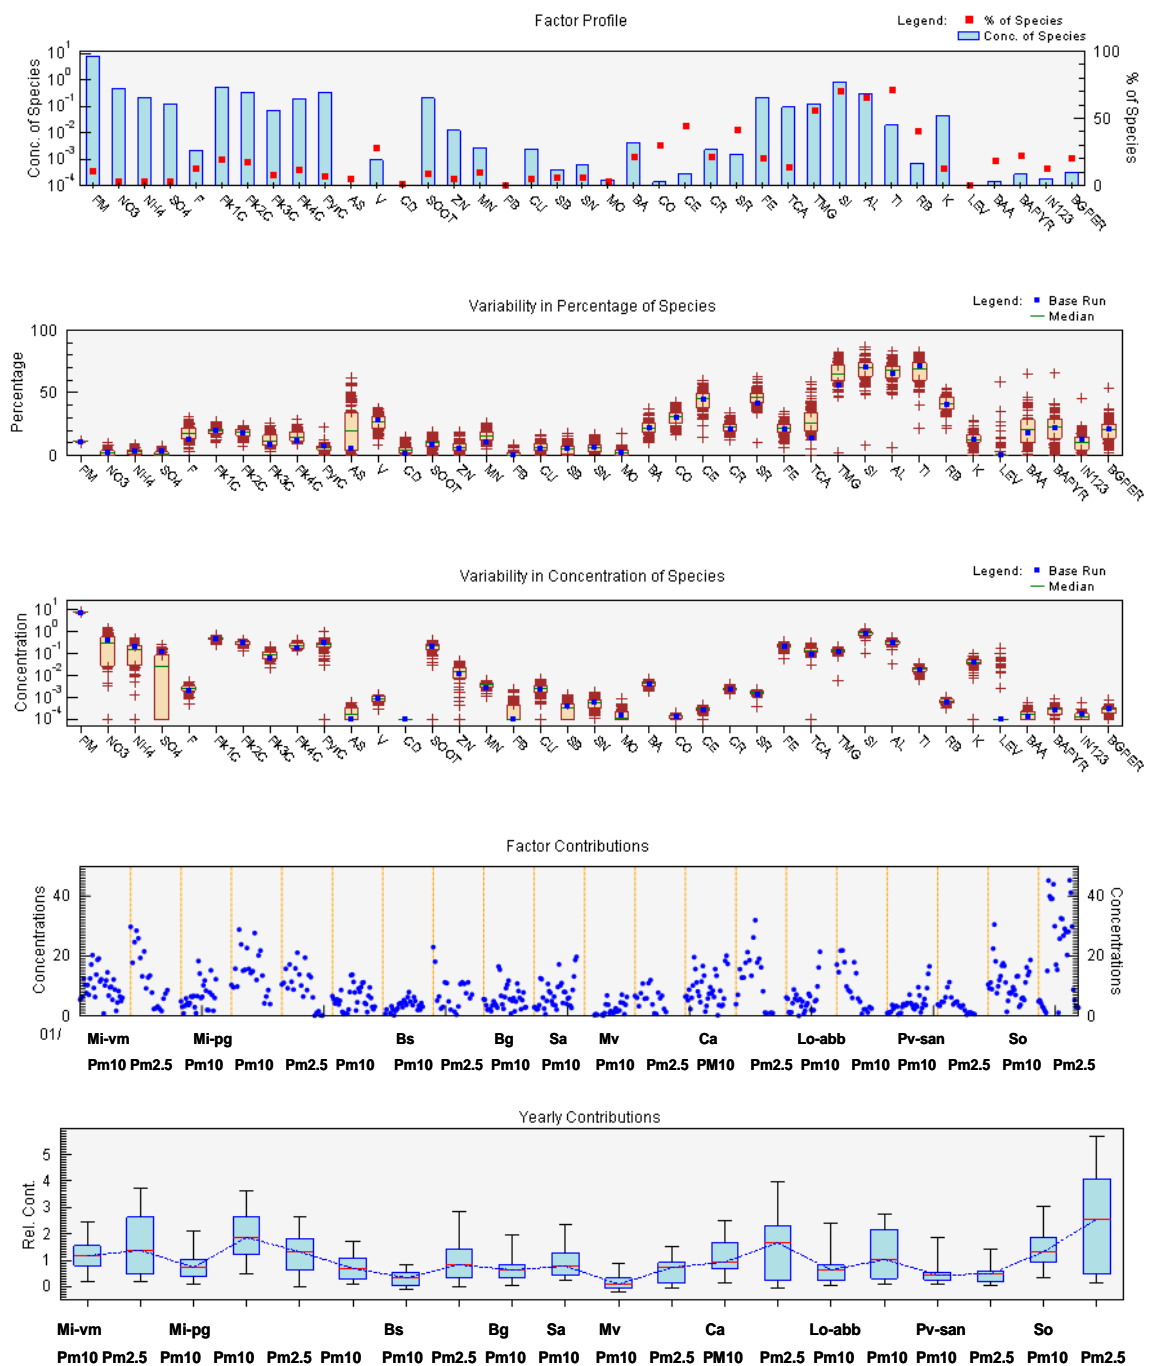 Factor Profile
Legend: % of Species
Conc. of Species
Conc. of Species
% of Species
10^1
10^0
10^-1
10^-2
10^-3
10^-4
100
50
0
PM NO3 NH4 SO4 F Pk1C Pk2C Pk3C Pk4C PyrC AS V CD SOOT ZN MN PB CU SB SN MO BA CO CE CR SR FE TCA TMG SI AL TI RB K LEV BAA BAPYR IN123 BGPER
Variability in Percentage of Species
Legend: Base Run
Median
Percentage
100
50
0
PM NO3 NH4 SO4 F Pk1C Pk2C Pk3C Pk4C PyrC AS V CD SOOT ZN MN PB CU SB SN MO BA CO CE CR SR FE TCA TMG SI AL TI RB K LEV BAA BAPYR IN123 BGPER
Variability in Concentration of Species
Legend: Base Run
Median
Concentration
10^1
10^0
10^-1
10^-2
10^-3
10^-4
PM NO3 NH4 SO4 F Pk1C Pk2C Pk3C Pk4C PyrC AS V CD SOOT ZN MN PB CU SB SN MO BA CO CE CR SR FE TCA TMG SI AL TI RB K LEV BAA BAPYR IN123 BGPER
Factor Contributions
Concentrations
Concentrations
40
20
0
40
20
0
01/
Mi-vm Mi-pg Bs Bg Sa Mv Ca Lo-abb Pv-san So
Pm10 Pm2.5 Pm10 Pm10 Pm2.5 Pm10 Pm10 Pm2.5 Pm10 Pm10 Pm10 Pm2.5 PM10 Pm2.5 Pm10 Pm10 Pm10 Pm2.5 Pm10 Pm2.5
Yearly Contributions
Rel. Cont.
5
4
3
2
1
0
Mi-vm Mi-pg Bs Bg Sa Mv Ca Lo-abb Pv-san So
Pm10 Pm2.5 Pm10 Pm10 Pm2.5 Pm10 Pm10 Pm2.5 Pm10 Pm10 Pm10 Pm2.5 PM10 Pm2.5 Pm10 Pm10 Pm10 Pm2.5 Pm10 Pm2.5